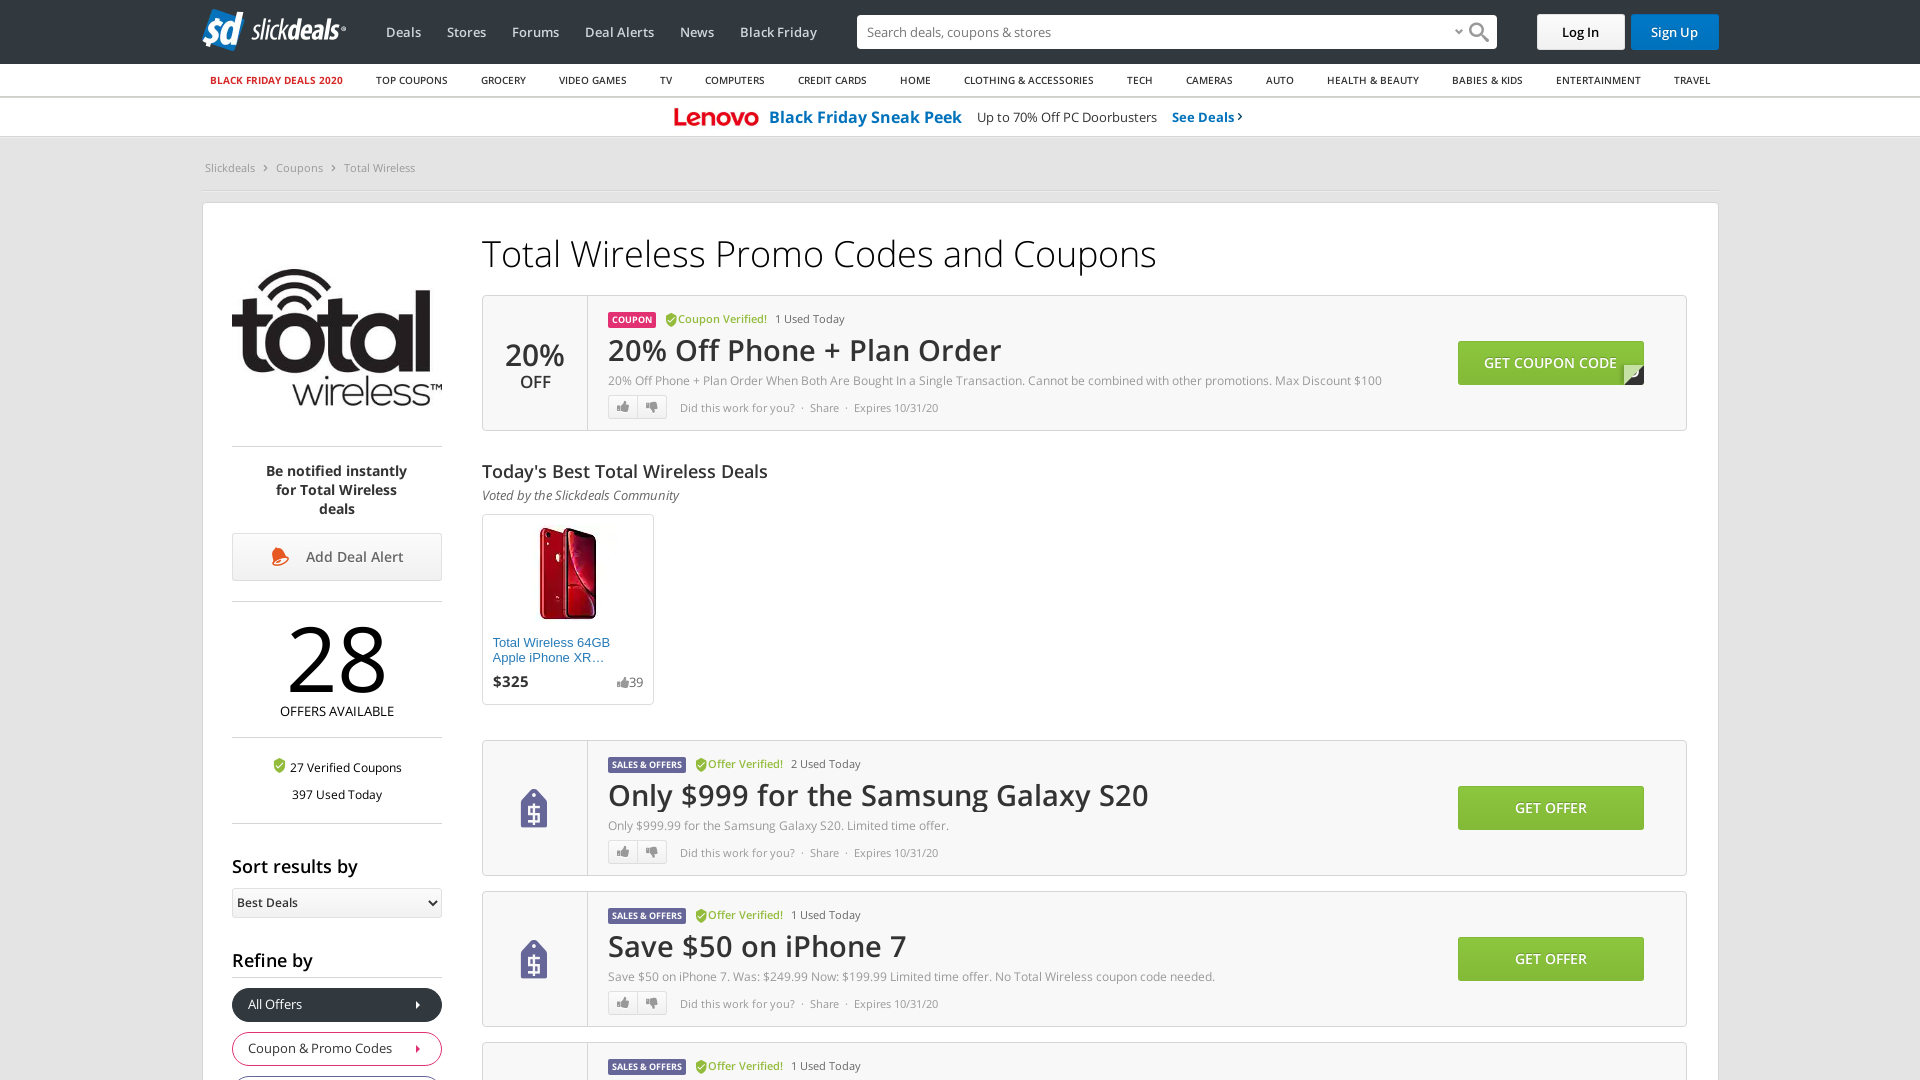 sd slickdeals
Deals
Stores
Forums
Deal Alerts
News
Black Friday
Search deals, coupons & stores
Log In
Sign Up
BLACK FRIDAY DEALS 2020
TOP COUPONS
GROCERY
VIDEO GAMES
TV
COMPUTERS
CREDIT CARDS
HOME
CLOTHING & ACCESSORIES
TECH
CAMERAS
AUTO
HEALTH & BEAUTY
BABIES & KIDS
ENTERTAINMENT
TRAVEL
Lenovo Black Friday Sneak Peek Up to 70% Off PC Doorbusters See Deals
Slickdeals
Coupons
Total Wireless
total
wireless™
Be notified instantly
for Total Wireless
deals
Add Deal Alert
28
OFFERS AVAILABLE
27 Verified Coupons
397 Used Today
Sort results by
Best Deals
Refine by
All Offers
Coupon & Promo Codes
Total Wireless Promo Codes and Coupons
20%
OFF
COUPON Coupon Verified! 1 Used Today
20% Off Phone + Plan Order
20% Off Phone + Plan Order When Both Are Bought In a Single Transaction. Cannot be combined with other promotions. Max Discount $100
Did this work for you? · Share · Expires 10/31/20
GET COUPON CODE
Today's Best Total Wireless Deals
Voted by the Slickdeals Community
Total Wireless 64GB
Apple iPhone XR…
$325
39
SALES & OFFERS Offer Verified! 2 Used Today
Only $999 for the Samsung Galaxy S20
Only $999.99 for the Samsung Galaxy S20. Limited time offer.
Did this work for you? · Share · Expires 10/31/20
GET OFFER
SALES & OFFERS Offer Verified! 1 Used Today
Save $50 on iPhone 7
Save $50 on iPhone 7. Was: $249.99 Now: $199.99 Limited time offer. No Total Wireless coupon code needed.
Did this work for you? · Share · Expires 10/31/20
GET OFFER
SALES & OFFERS Offer Verified! 1 Used Today